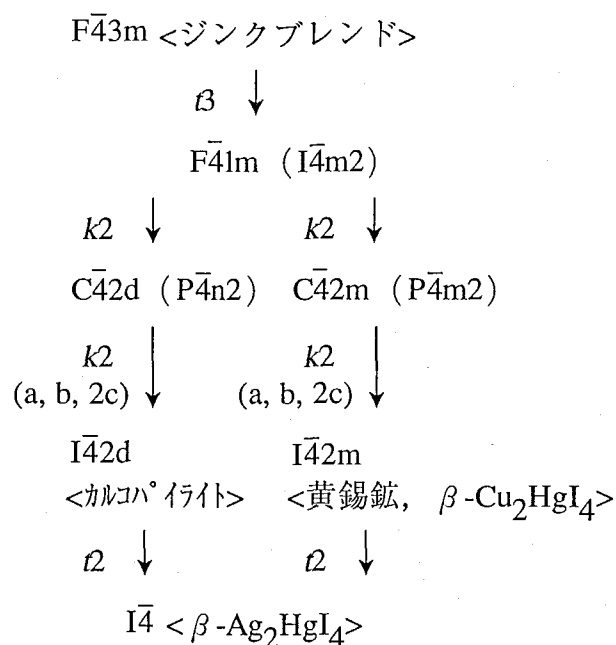 F4̅3m <ジンクブレンド>
t3
F4̅1m (I4̅m2)
k2 k2
C4̅2d (P4̅n2) C4̅2m (P4̅m2)
k2 k2
(a, b, 2c) (a, b, 2c)
I4̅2d I4̅2m
<カルコパイライト> <黄錫鉱, β-Cu₂HgI₄>
t2 t2
I4̅ <β-Ag₂HgI₄>